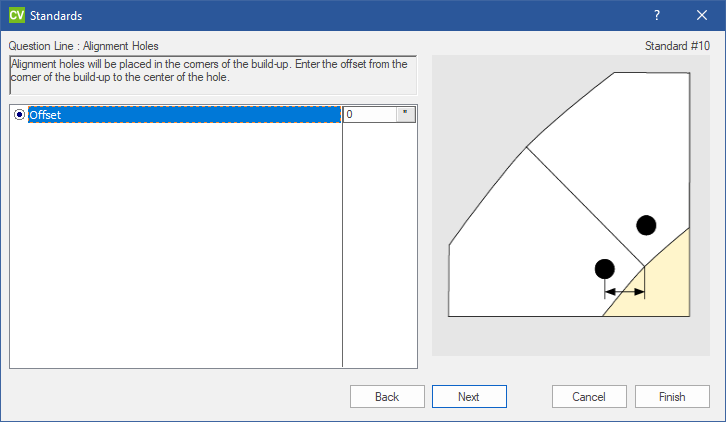 CV Standards ? X
Question Line : Alignment Holes Standard #10
Alignment holes will be placed in the corners of the build-up. Enter the offset from the
corner of the build-up to the center of the hole.
Offset 0 "
Back Next Cancel Finish